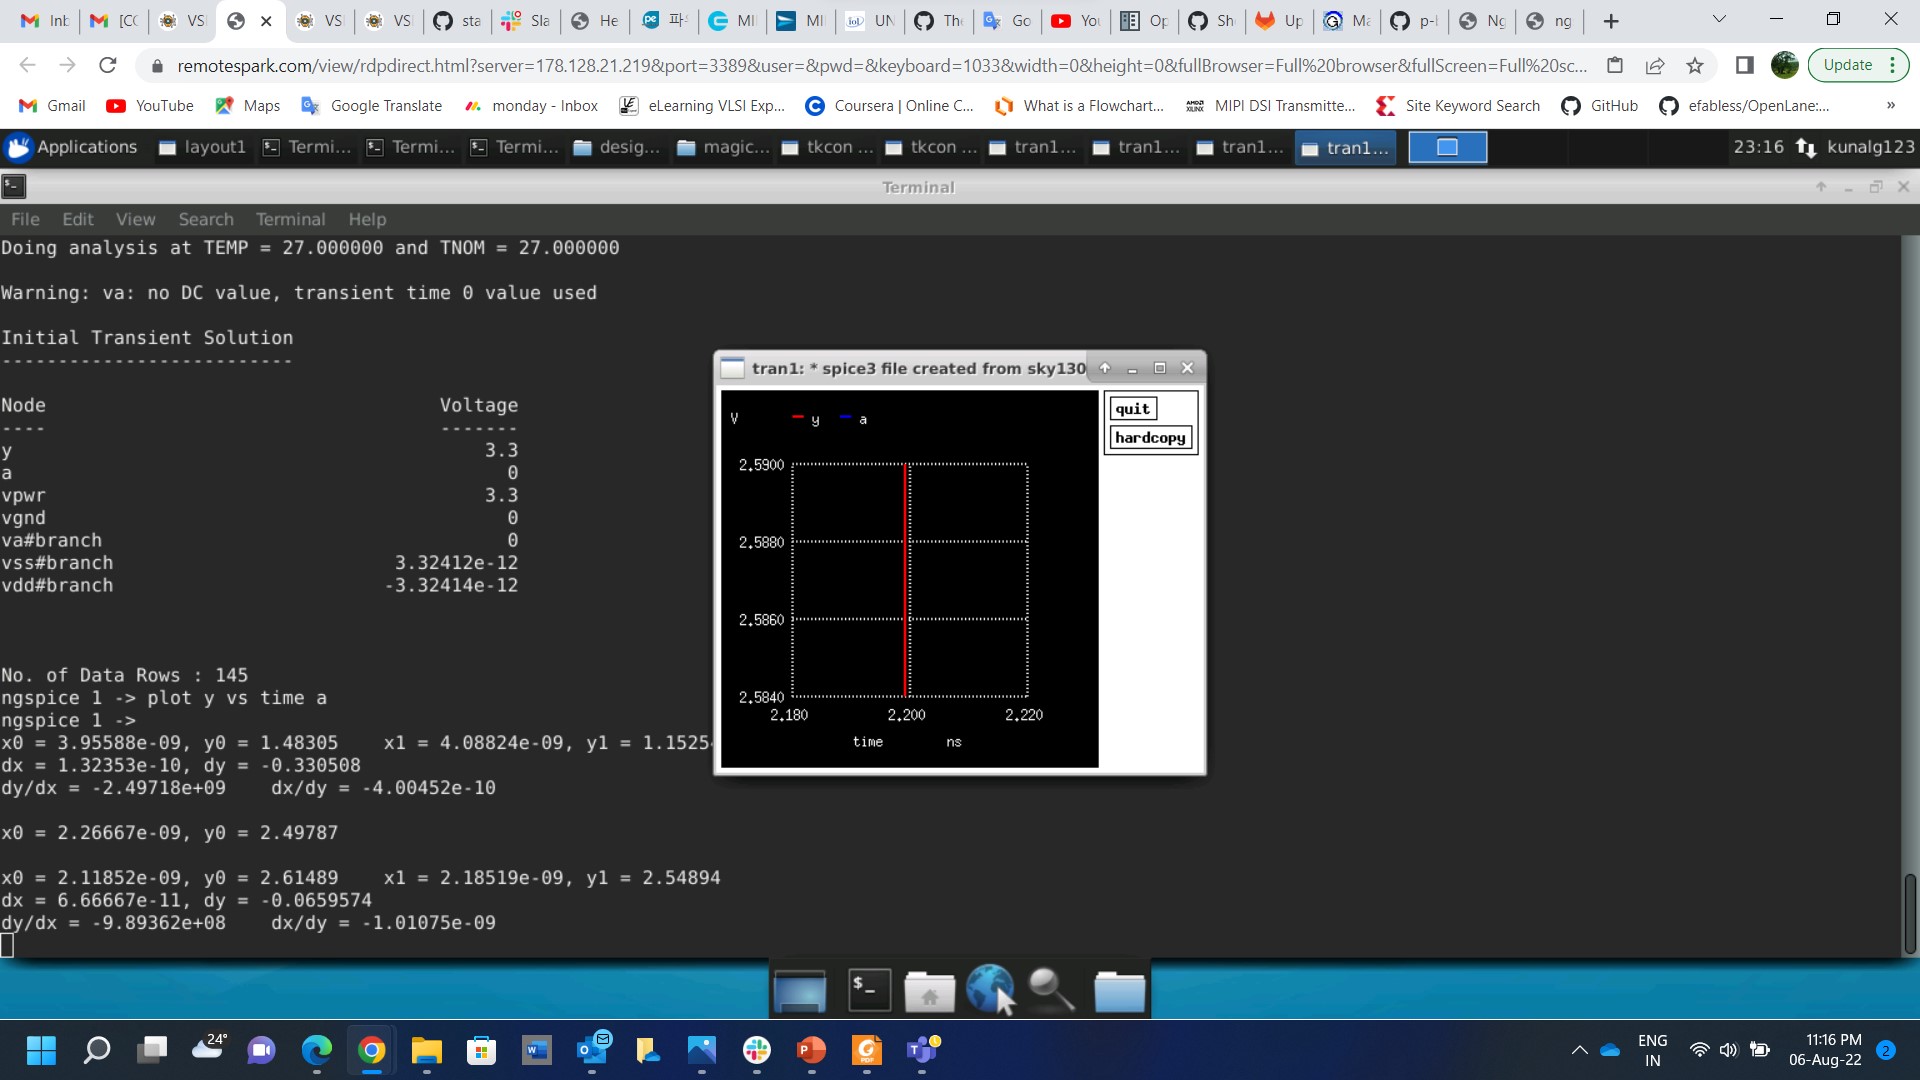 Inb
[CC
VS
VS
VS
sta
Sla
He
파
MI
MI
UN
Th
Go
You
Op
Sh
Up
Ma
p-l
Ng
ng
remotespark.com/view/rdpdirect.html?server=178.128.21.219&port=3389&user=&pwd=&keyboard=1033&width=0&height=0&fullBrowser=Full%20browser&fullScreen=Full%20sc...
Update
Gmail
YouTube
Maps
Google Translate
monday - Inbox
eLearning VLSI Exp...
Coursera | Online C...
What is a Flowchart...
MIPI DSI Transmitte...
Site Keyword Search
GitHub
efabless/OpenLane:...
»
Applications
layout1
Termi...
Termi...
Termi...
desig...
magic...
tkcon ...
tkcon ...
tran1...
tran1...
tran1...
tran1...
23:16
kunalg123
Terminal
File Edit View Search Terminal Help
Doing analysis at TEMP = 27.000000 and TNOM = 27.000000
Warning: va: no DC value, transient time 0 value used
Initial Transient Solution
--------------------------
Node Voltage
---- -------
y 3.3
a 0
vpwr 3.3
vgnd 0
va#branch 0
vss#branch 3.32412e-12
vdd#branch -3.32414e-12
No. of Data Rows : 145
ngspice 1 -> plot y vs time a
ngspice 1 ->
x0 = 3.95588e-09, y0 = 1.48305 x1 = 4.08824e-09, y1 = 1.1525
dx = 1.32353e-10, dy = -0.330508
dy/dx = -2.49718e+09 dx/dy = -4.00452e-10
x0 = 2.26667e-09, y0 = 2.49787
x0 = 2.11852e-09, y0 = 2.61489 x1 = 2.18519e-09, y1 = 2.54894
dx = 6.66667e-11, dy = -0.0659574
dy/dx = -9.89362e+08 dx/dy = -1.01075e-09
tran1: * spice3 file created from sky130
quit
hardcopy
V y a
2.5900
2.5880
2.5860
2.5840
2.180 2.200 2.220
time ns
24°
ENG
IN
11:16 PM
06-Aug-22
2